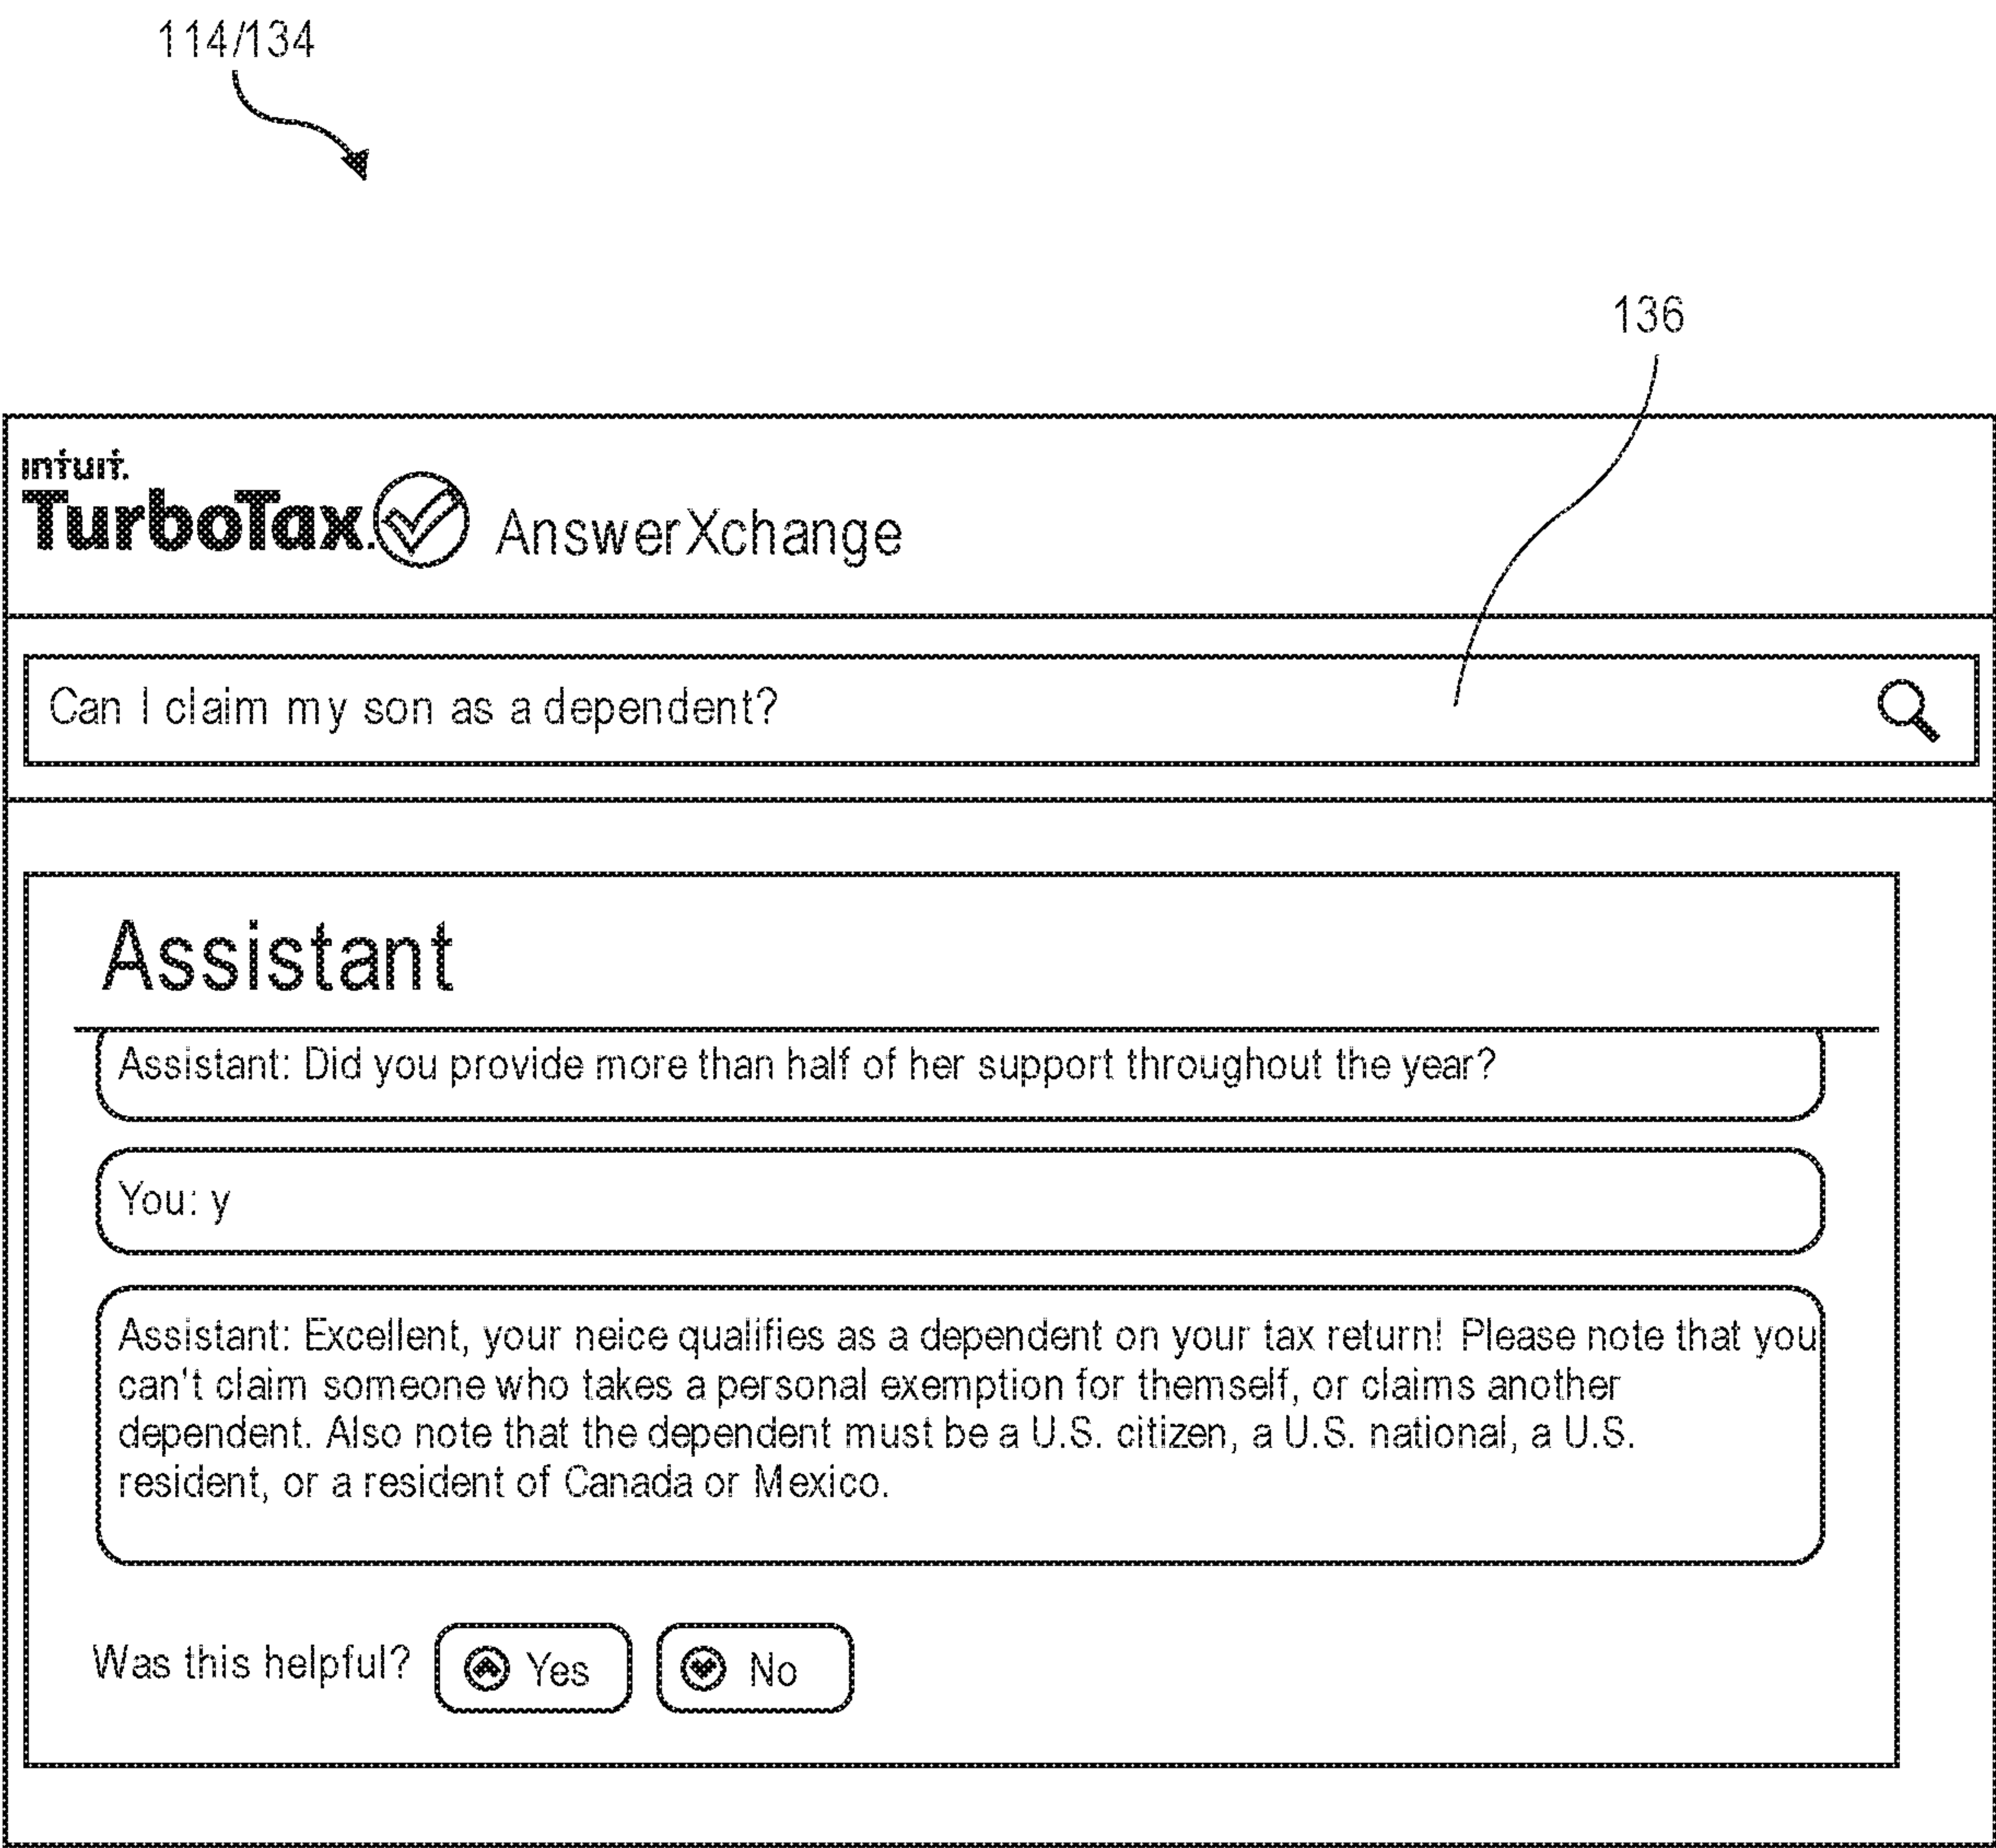 114/134
136
intuit.
TurboTax. AnswerXchange
Can I claim my son as a dependent?
Assistant
Assistant: Did you provide more than half of her support throughout the year?
You: y
Assistant: Excellent, your neice qualifies as a dependent on your tax return! Please note that you
can't claim someone who takes a personal exemption for themself, or claims another
dependent. Also note that the dependent must be a U.S. citizen, a U.S. national, a U.S.
resident, or a resident of Canada or Mexico.
Was this helpful? Yes No